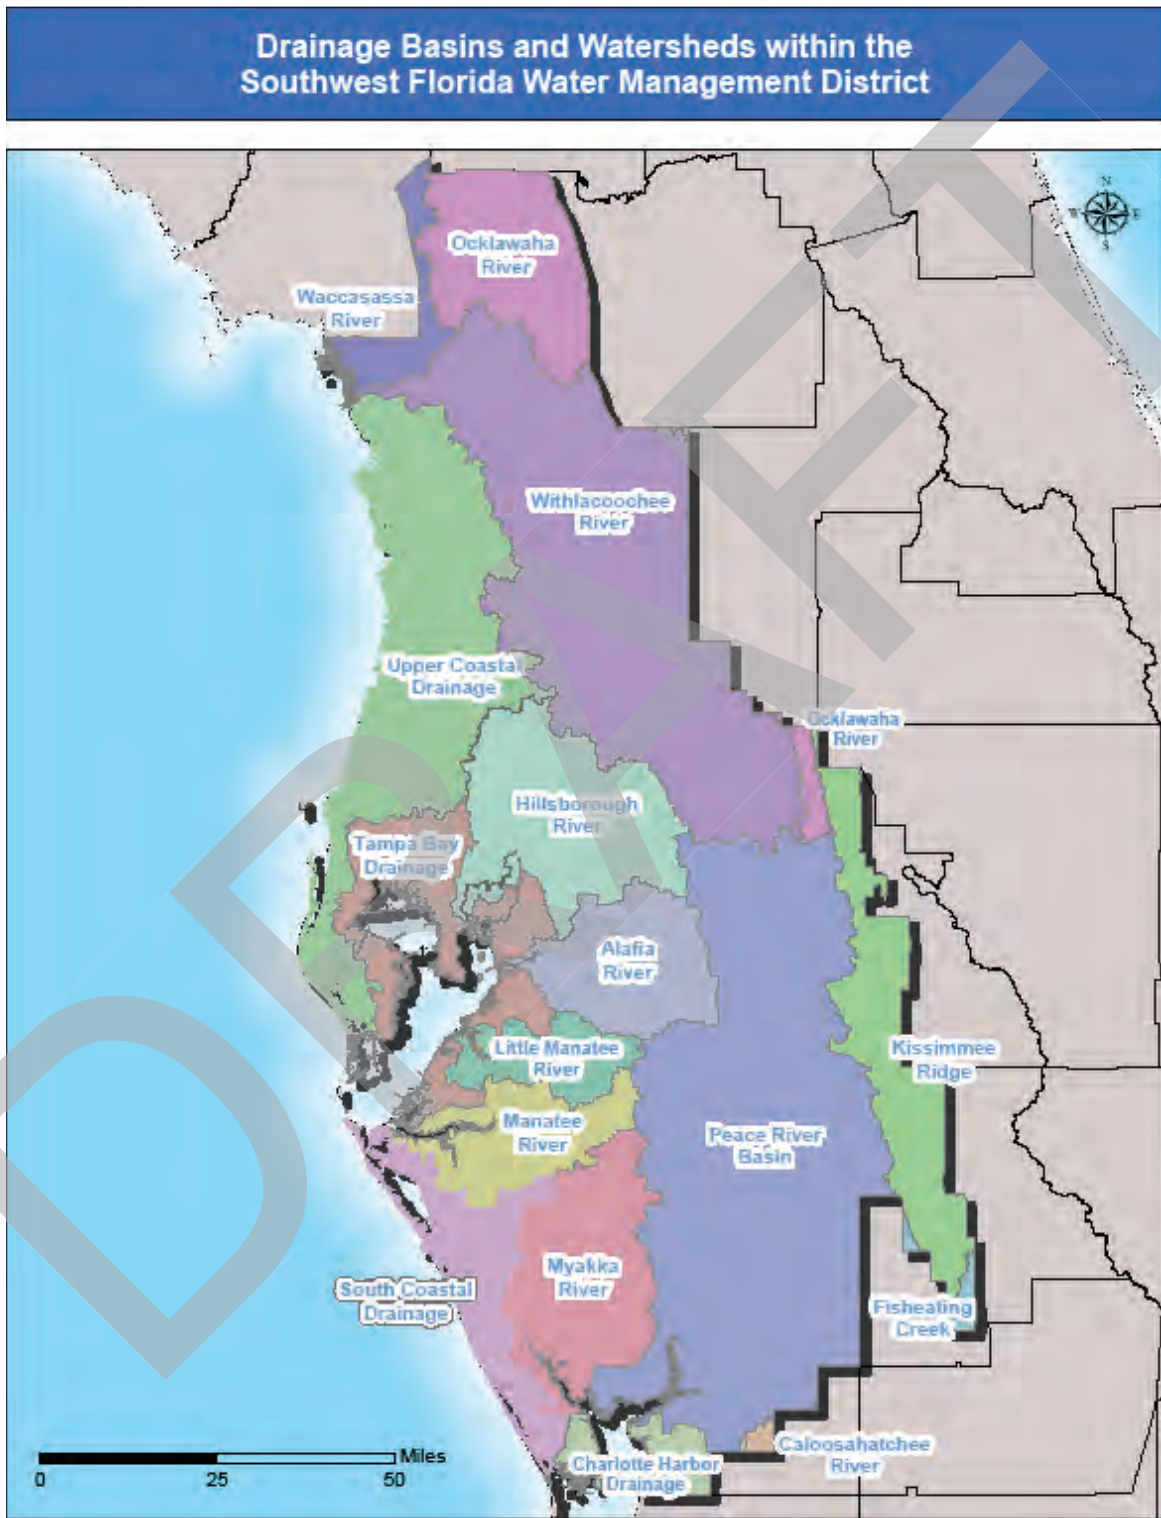 Drainage Basins and Watersheds within the
Southwest Florida Water Management District
N
W
E
S
Ocklawaha
River
Waccasassa
River
Withlacoochee
River
Upper Coastal
Drainage
Ocklawaha
River
Hillsborough
River
Tampa Bay
Drainage
Alafia
River
Little Manatee
River
Kissimmee
Ridge
Manatee
River
Peace River
Basin
Myakka
River
South Coastal
Drainage
Fisheating
Creek
Caloosahatchee
River
Charlotte Harbor
Drainage
Miles
0 25 50
DRAFT